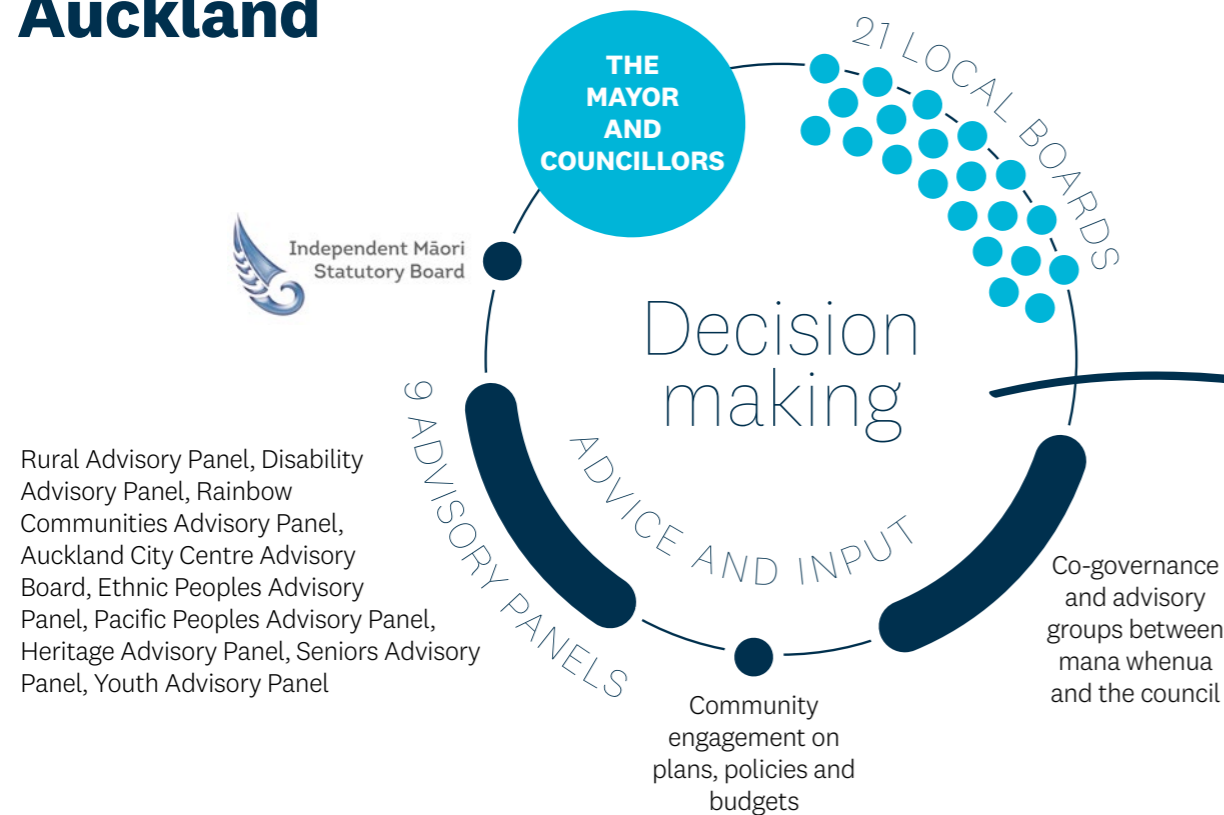 Auckland
THE
MAYOR
AND
COUNCILLORS
21 LOCAL BOARDS
Independent Māori
Statutory Board
Decision
making
ADVICE AND INPUT
9 ADVISORY PANELS
Rural Advisory Panel, Disability
Advisory Panel, Rainbow
Communities Advisory Panel,
Auckland City Centre Advisory
Board, Ethnic Peoples Advisory
Panel, Pacific Peoples Advisory Panel,
Heritage Advisory Panel, Seniors Advisory
Panel, Youth Advisory Panel
Community
engagement on
plans, policies and
budgets
Co-governance
and advisory
groups between
mana whenua
and the council